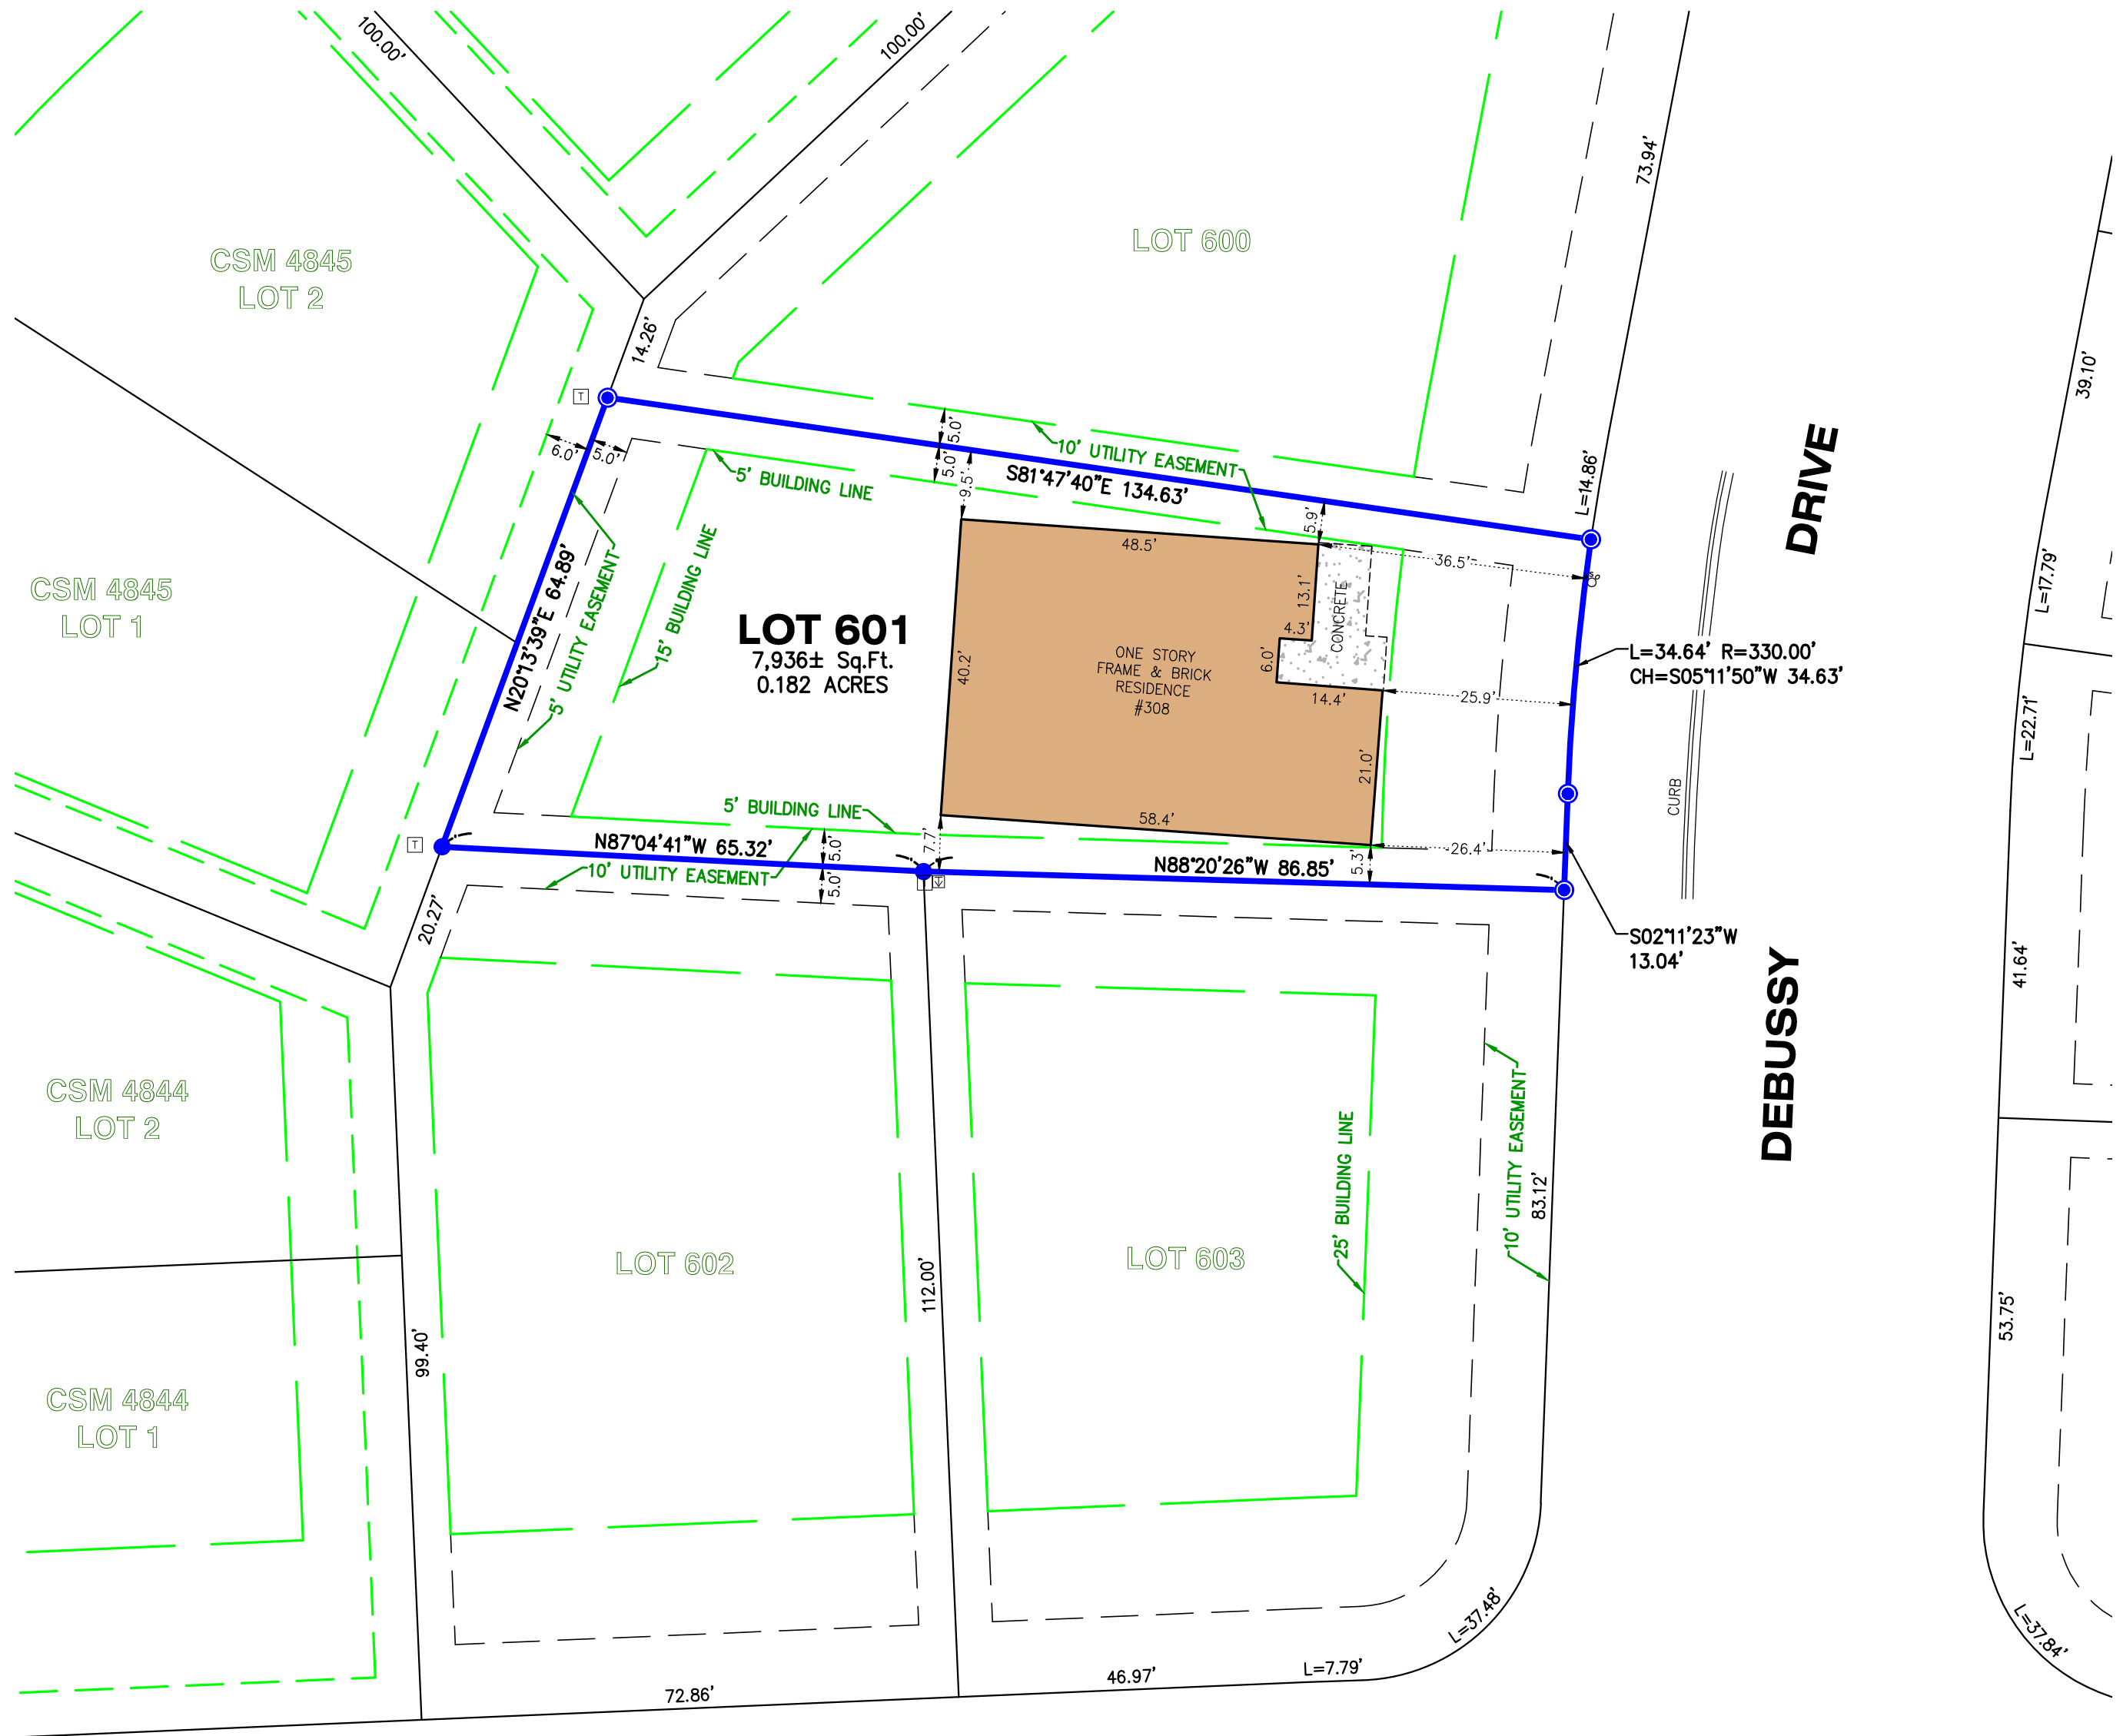 100.00'
100.00'
73.94'
CSM 4845
LOT 2
LOT 600
14.26'
39.10'
T
6.0'
5.0'
5.0'
5.0'
9.5'
10' UTILITY EASEMENT
S81°47'40"E 134.63'
5' BUILDING LINE
L=14.86'
DRIVE
5.9'
36.5'
48.5'
CSM 4845
LOT 1
N20°13'39"E 64.89'
5' UTILITY EASEMENT
15' BUILDING LINE
LOT 601
7,936± Sq.Ft.
0.182 ACRES
40.2'
13.1'
4.3'
CONCRETE
6.0'
14.4'
ONE STORY
FRAME & BRICK
RESIDENCE
#308
25.9'
L=34.64' R=330.00'
CH=S05°11'50"W 34.63'
L=17.79'
L=22.71'
21.0'
CURB
5' BUILDING LINE
58.4'
T
N87°04'41"W 65.32'
5.0'
7.7'
10' UTILITY EASEMENT
5.0'
N88°20'26"W 86.85'
5.3'
26.4'
S02°11'23"W
13.04'
20.27'
DEBUSSY
41.64'
CSM 4844
LOT 2
25' BUILDING LINE
10' UTILITY EASEMENT
83.12'
LOT 602
LOT 603
112.00'
99.40'
53.75'
CSM 4844
LOT 1
L=37.48'
L=37.84'
72.86'
46.97'
L=7.79'